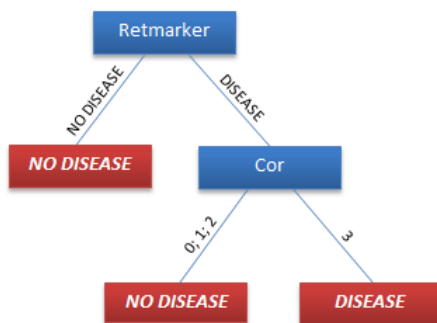 Retmarker
NO DISEASE
DISEASE
NO DISEASE
Cor
0; 1; 2
3
NO DISEASE
DISEASE